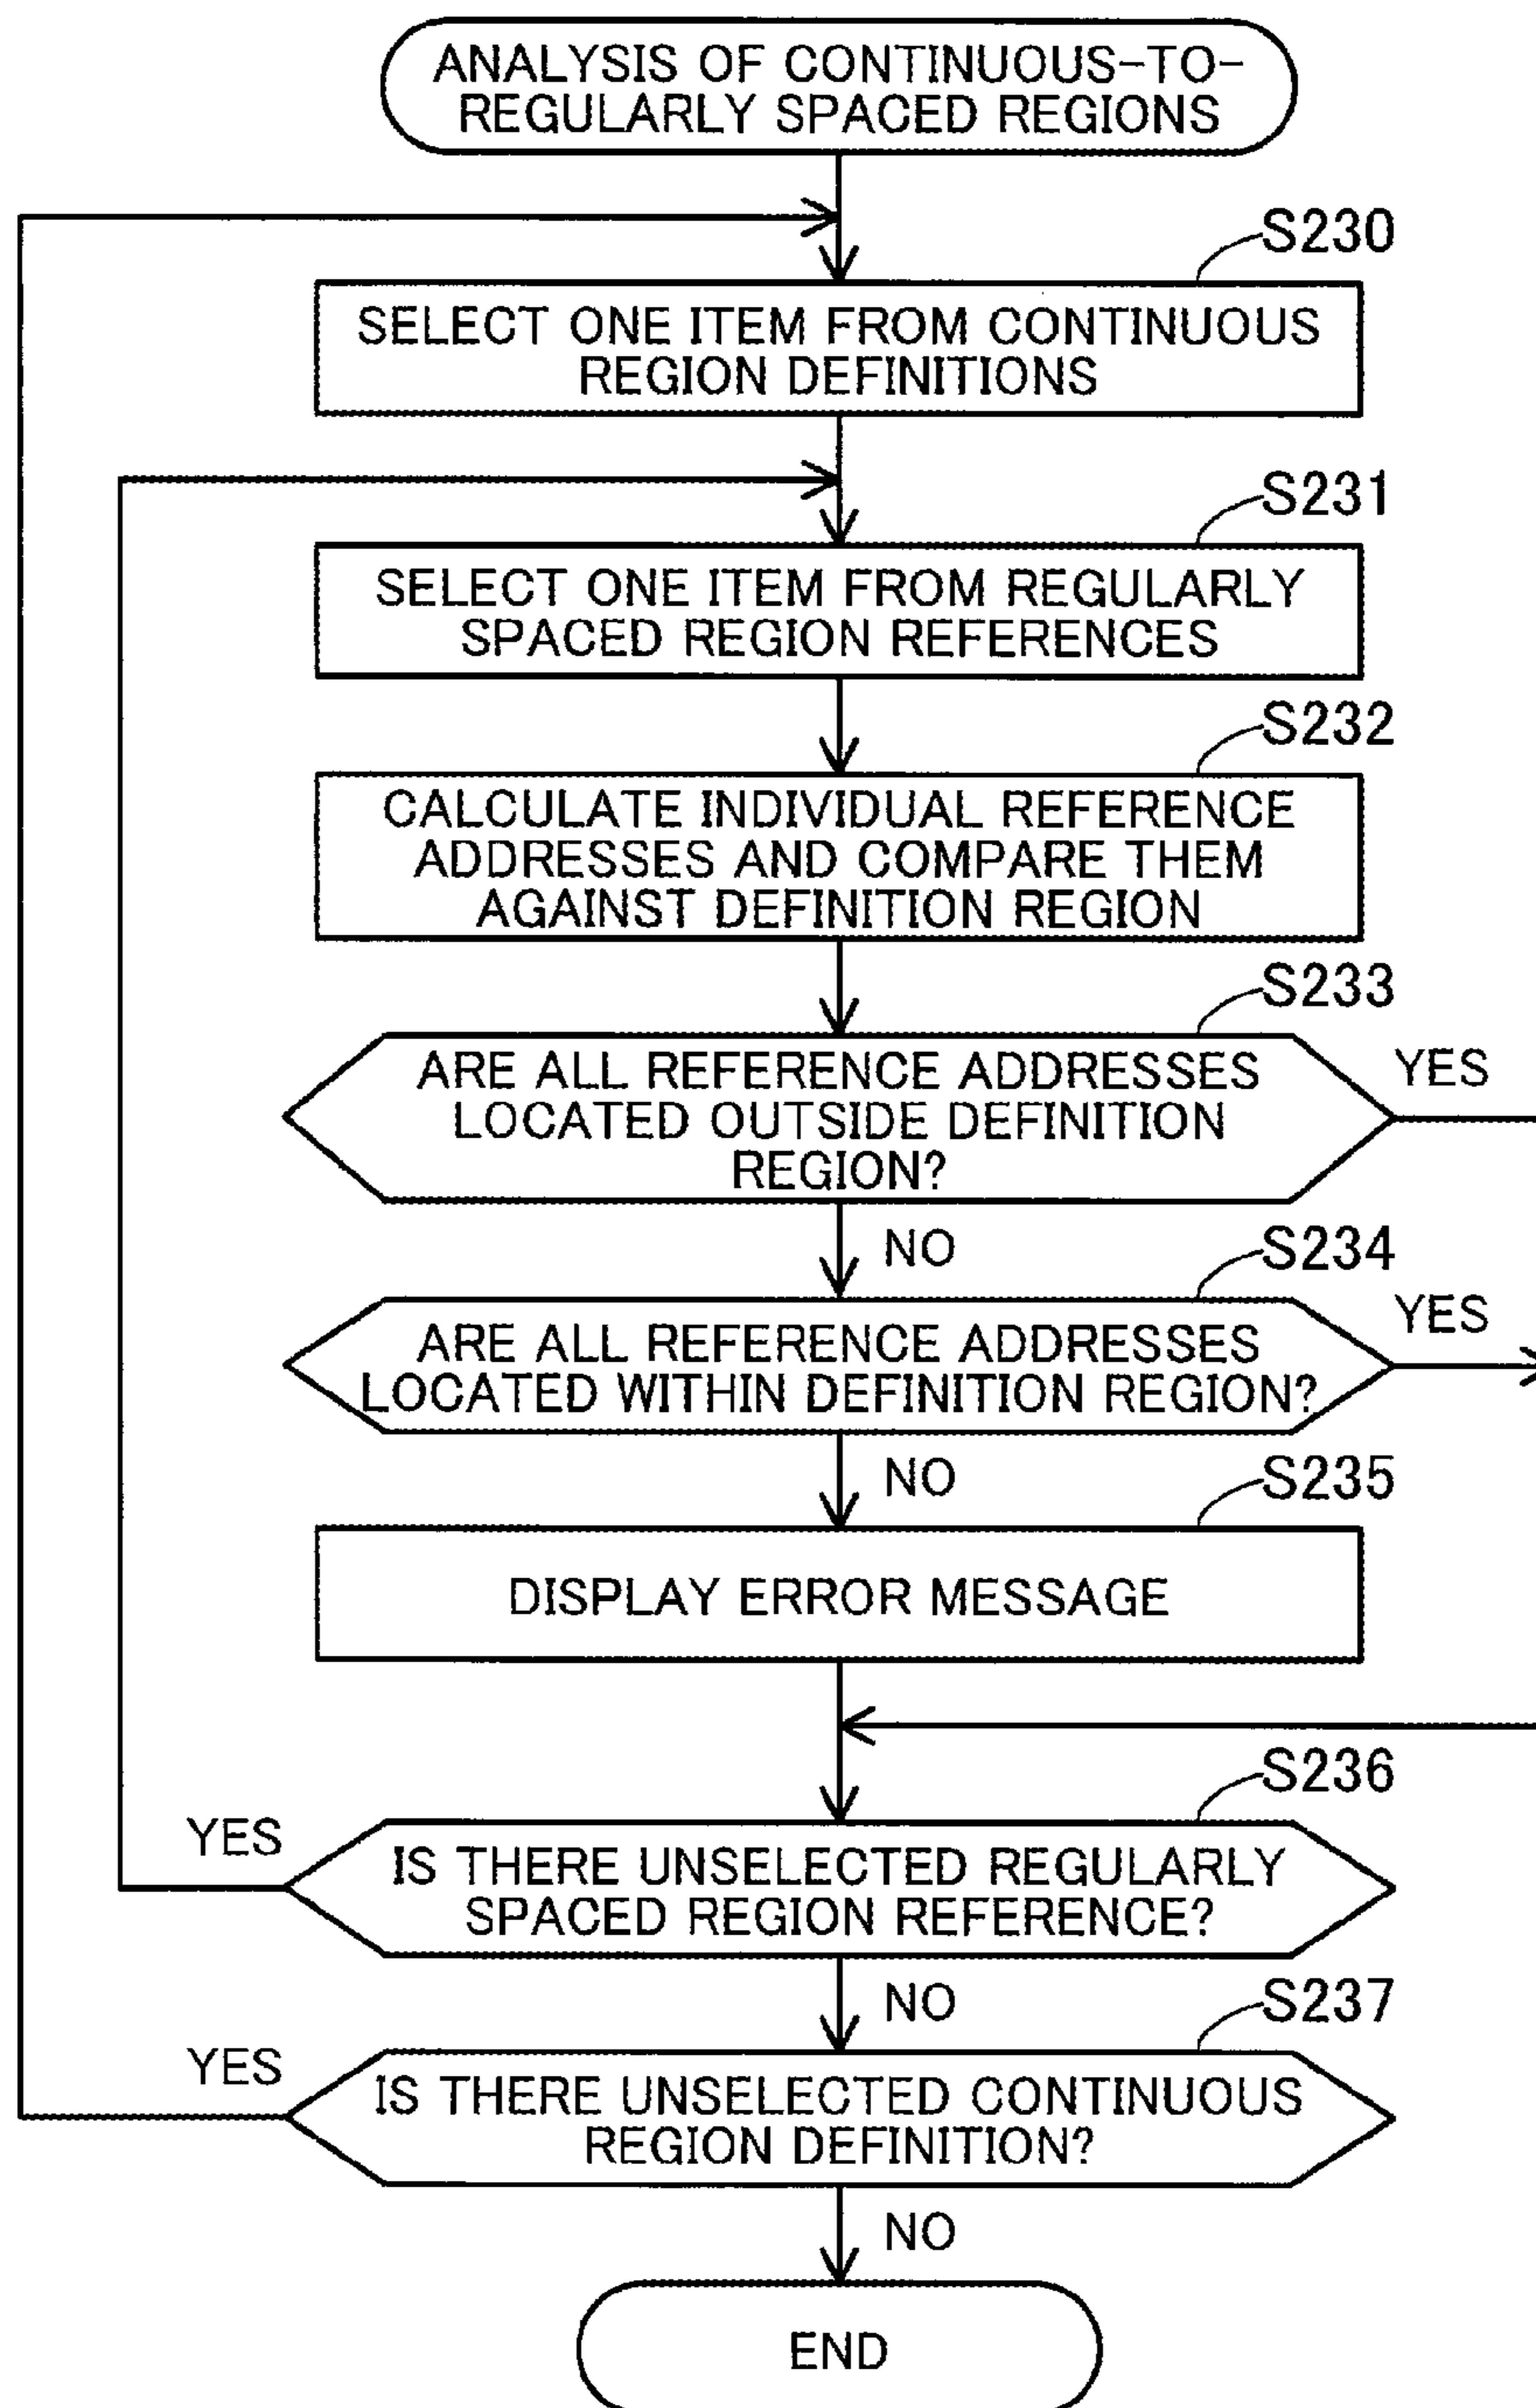 ANALYSIS OF CONTINUOUS-TO-
REGULARLY SPACED REGIONS
S230
SELECT ONE ITEM FROM CONTINUOUS
REGION DEFINITIONS
S231
SELECT ONE ITEM FROM REGULARLY
SPACED REGION REFERENCES
S232
CALCULATE INDIVIDUAL REFERENCE
ADDRESSES AND COMPARE THEM
AGAINST DEFINITION REGION
S233
ARE ALL REFERENCE ADDRESSES
LOCATED OUTSIDE DEFINITION
REGION?
YES
NO
S234
ARE ALL REFERENCE ADDRESSES
LOCATED WITHIN DEFINITION REGION?
YES
NO
S235
DISPLAY ERROR MESSAGE
S236
YES
IS THERE UNSELECTED REGULARLY
SPACED REGION REFERENCE?
NO
S237
YES
IS THERE UNSELECTED CONTINUOUS
REGION DEFINITION?
NO
END